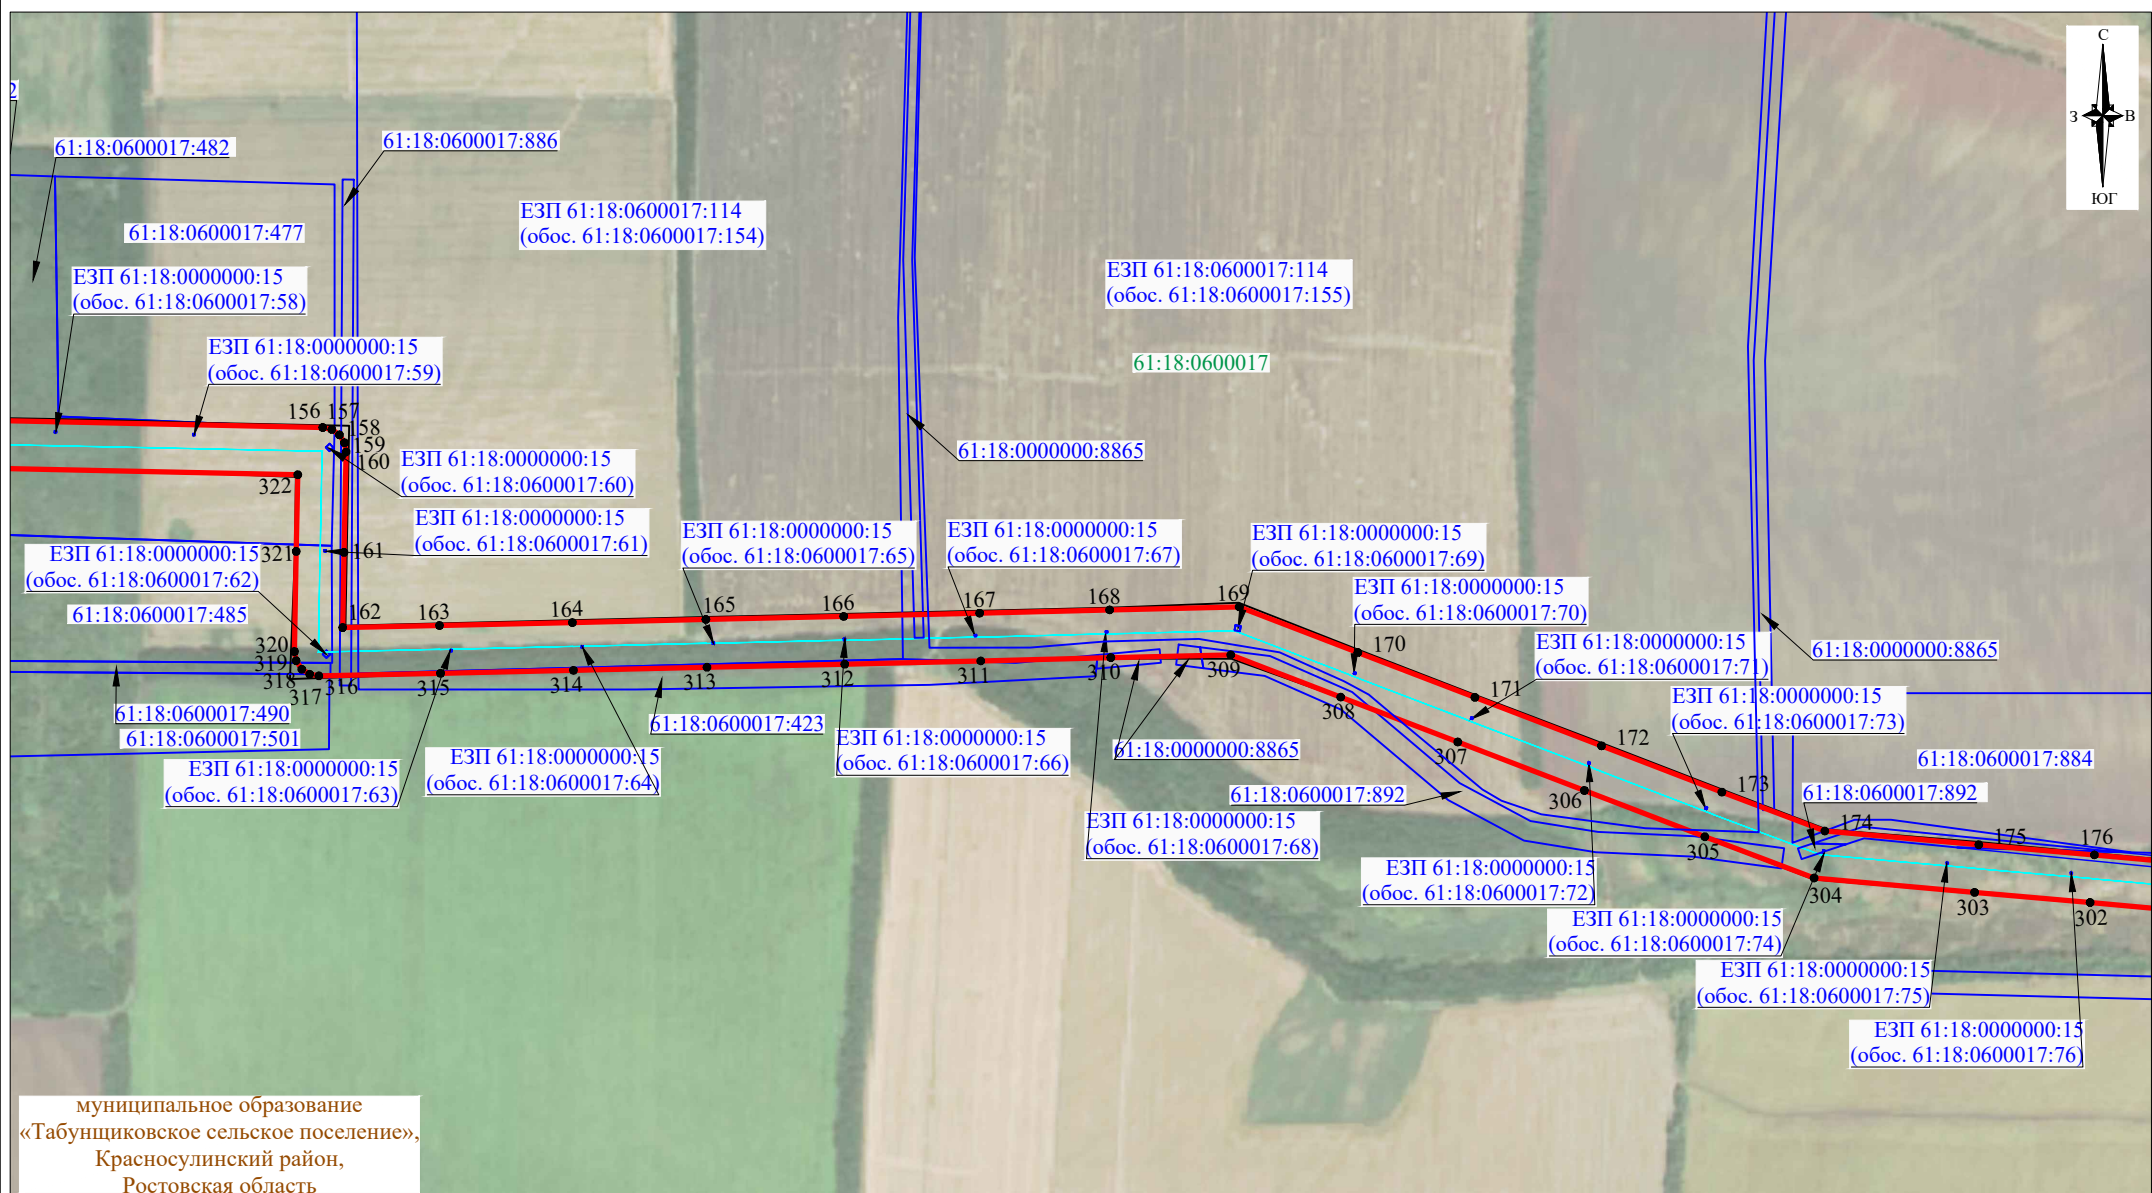 С
З
В
ЮГ
2
61:18:0600017:482
61:18:0600017:886
ЕЗП 61:18:0600017:114
(обос. 61:18:0600017:154)
61:18:0600017:477
ЕЗП 61:18:0000000:15
(обос. 61:18:0600017:58)
ЕЗП 61:18:0600017:114
(обос. 61:18:0600017:155)
ЕЗП 61:18:0000000:15
(обос. 61:18:0600017:59)
61:18:0600017
156
157
158
159
160
322
ЕЗП 61:18:0000000:15
(обос. 61:18:0600017:60)
61:18:0000000:8865
ЕЗП 61:18:0000000:15
(обос. 61:18:0600017:61)
161
321
ЕЗП 61:18:0000000:15
(обос. 61:18:0600017:62)
ЕЗП 61:18:0000000:15
(обос. 61:18:0600017:65)
ЕЗП 61:18:0000000:15
(обос. 61:18:0600017:67)
ЕЗП 61:18:0000000:15
(обос. 61:18:0600017:69)
ЕЗП 61:18:0000000:15
(обос. 61:18:0600017:70)
61:18:0600017:485
162
163
164
165
166
167
168
169
170
ЕЗП 61:18:0000000:15
(обос. 61:18:0600017:71)
61:18:0000000:8865
320
319
318
317
316
315
314
313
312
311
310
309
308
171
ЕЗП 61:18:0000000:15
(обос. 61:18:0600017:73)
61:18:0600017:490
61:18:0600017:501
61:18:0600017:423
ЕЗП 61:18:0000000:15
(обос. 61:18:0600017:66)
61:18:0000000:8865
307
172
61:18:0600017:884
ЕЗП 61:18:0000000:15
(обос. 61:18:0600017:63)
ЕЗП 61:18:0000000:15
(обос. 61:18:0600017:64)
61:18:0600017:892
306
173
61:18:0600017:892
ЕЗП 61:18:0000000:15
(обос. 61:18:0600017:68)
174
175
176
305
ЕЗП 61:18:0000000:15
(обос. 61:18:0600017:72)
304
303
302
ЕЗП 61:18:0000000:15
(обос. 61:18:0600017:74)
ЕЗП 61:18:0000000:15
(обос. 61:18:0600017:75)
ЕЗП 61:18:0000000:15
(обос. 61:18:0600017:76)
муниципальное образование
«Табунщиковское сельское поселение»,
Красносулинский район,
Ростовская область